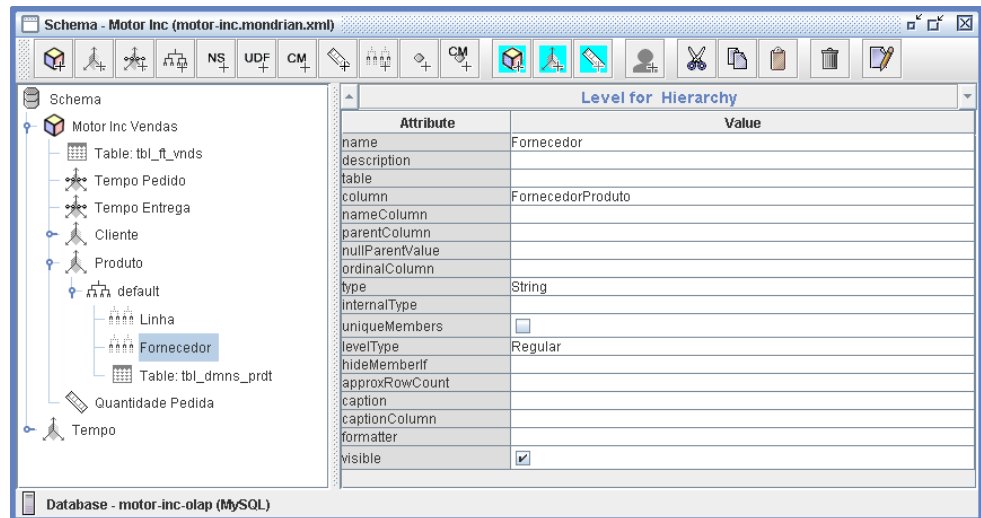 Schema - Motor Inc (motor-inc.mondrian.xml)
NS UDF CM CM
Schema
Motor Inc Vendas
Table: tbl_ft_vnds
Tempo Pedido
Tempo Entrega
Cliente
Produto
default
Linha
Fornecedor
Table: tbl_dmns_prdt
Quantidade Pedida
Tempo
Level for Hierarchy
Attribute Value
name Fornecedor
description
table
column FornecedorProduto
nameColumn
parentColumn
nullParentValue
ordinalColumn
type String
internalType
uniqueMembers
levelType Regular
hideMemberIf
approxRowCount
caption
captionColumn
formatter
visible
Database - motor-inc-olap (MySQL)